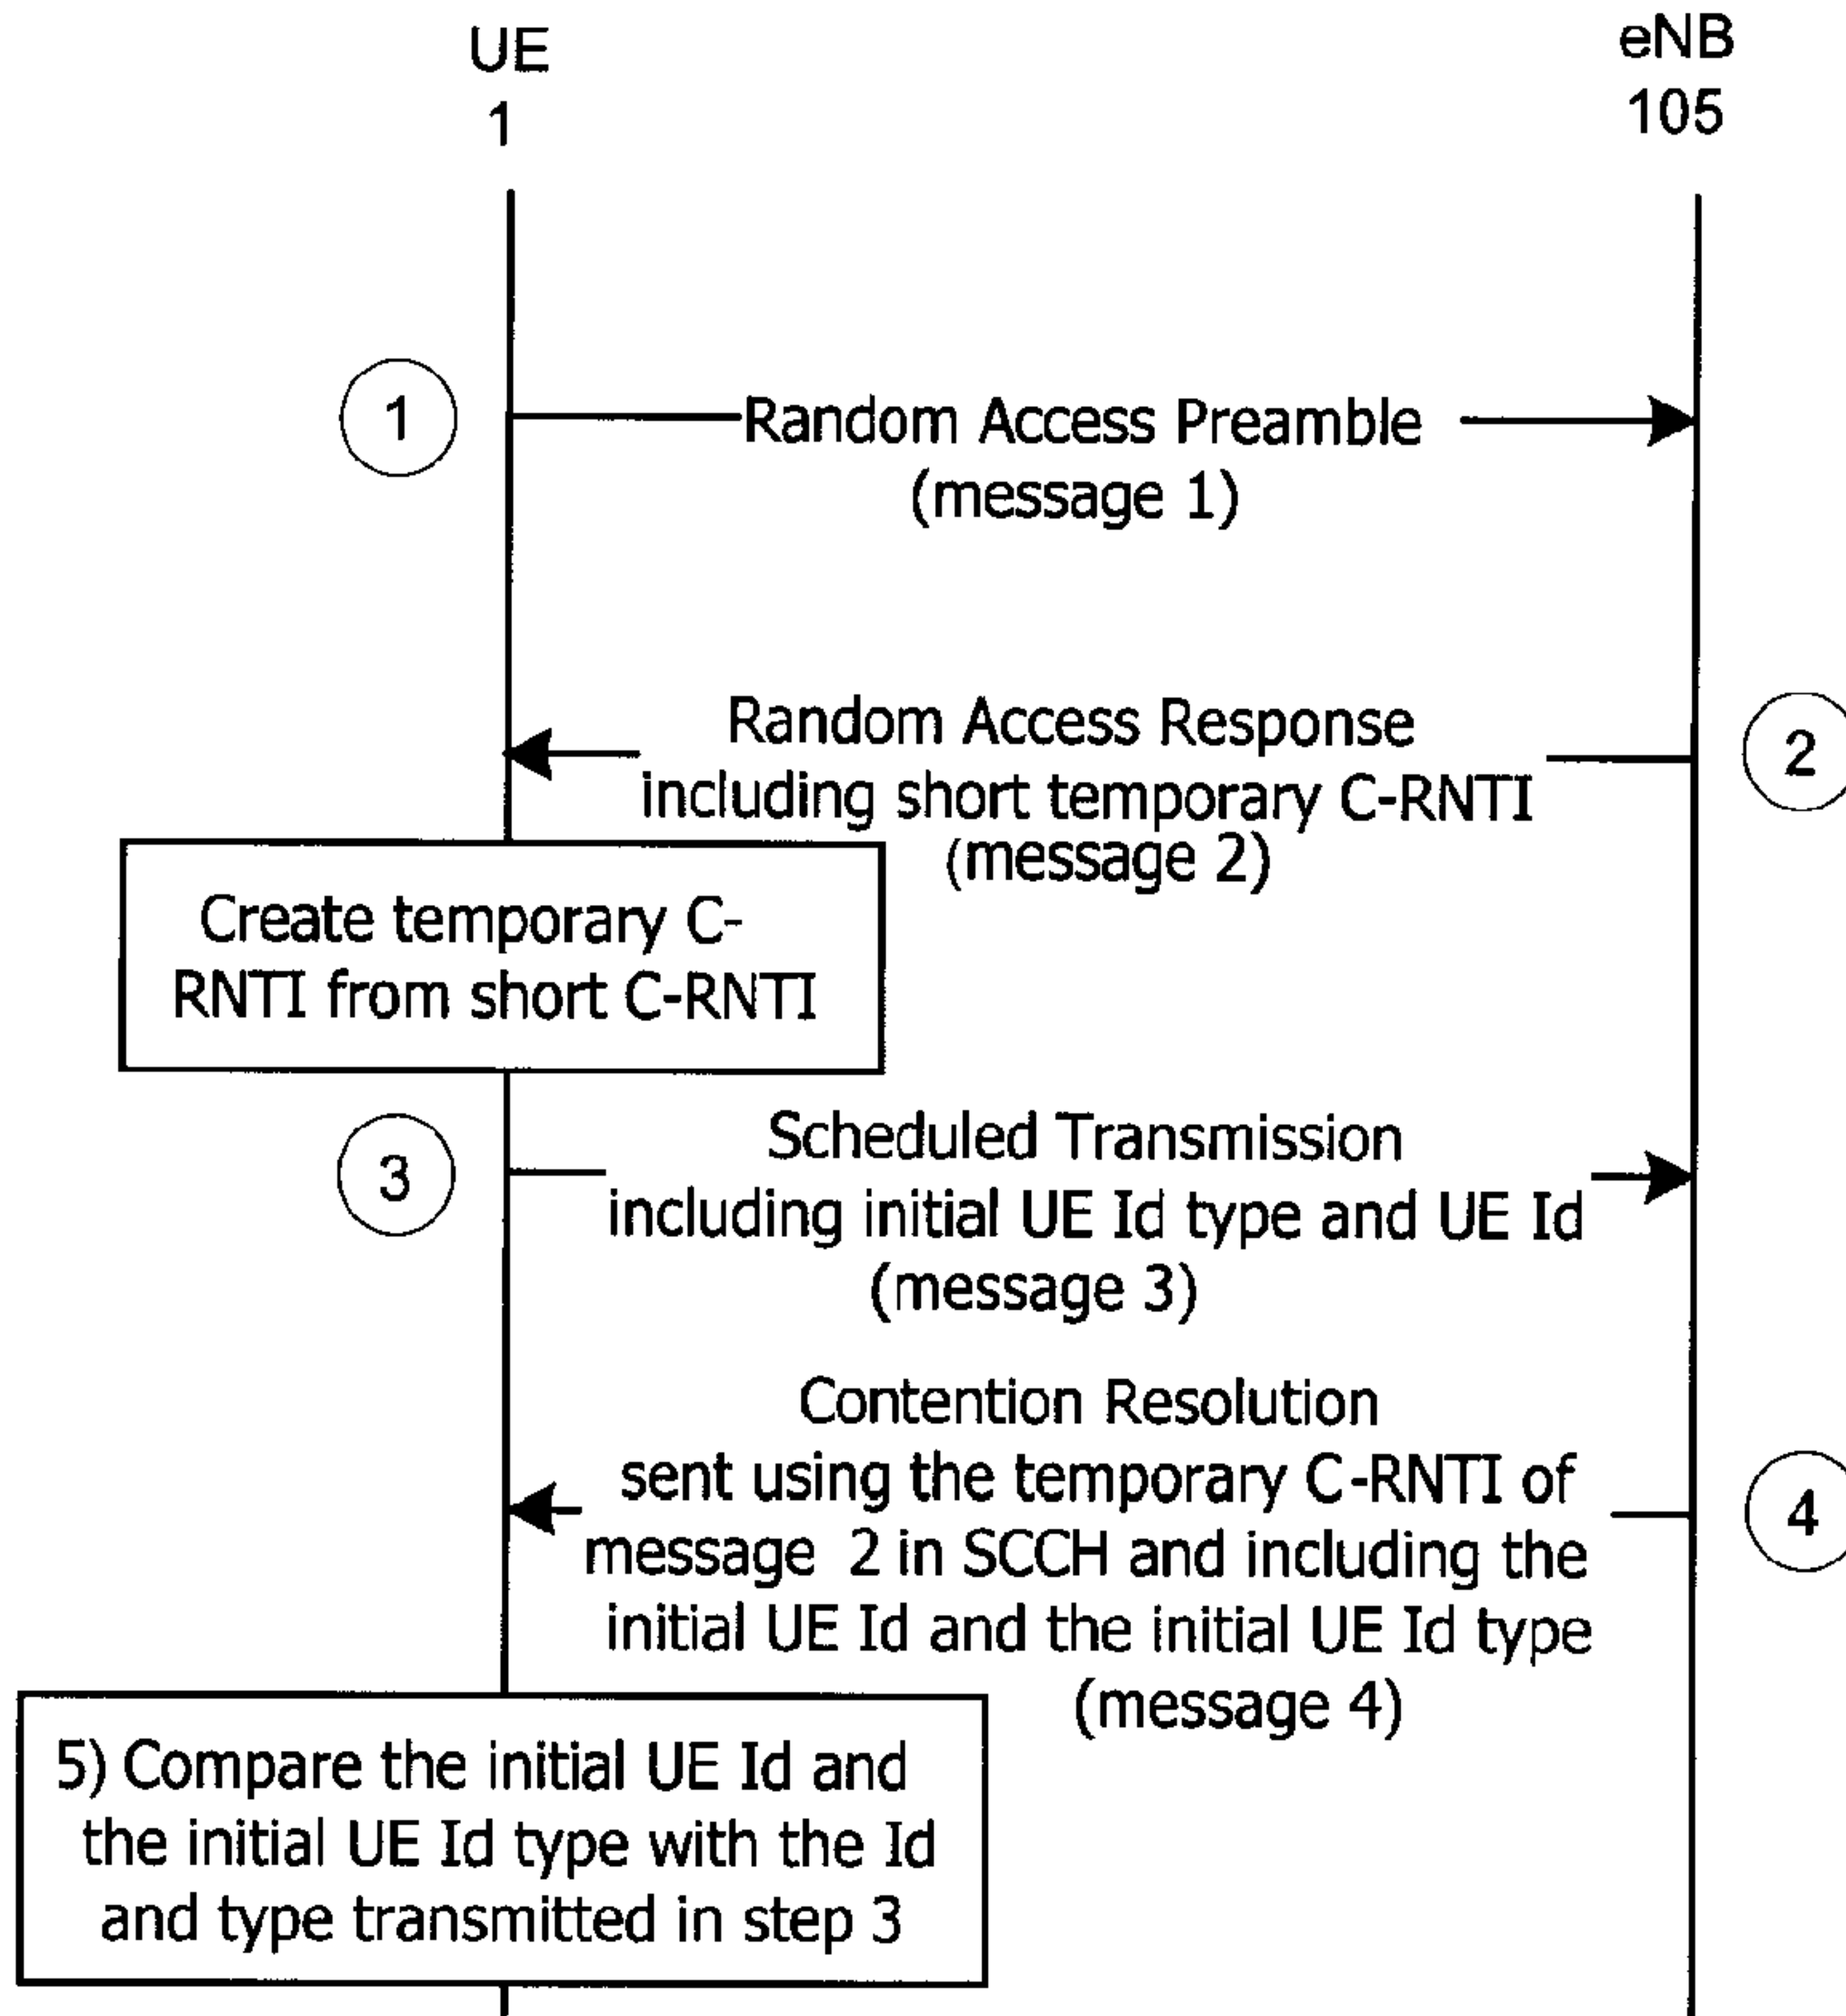 UE
1
eNB
105
1
Random Access Preamble
(message 1)
Random Access Response
including short temporary C-RNTI
(message 2)
2
Create temporary C-
RNTI from short C-RNTI
3
Scheduled Transmission
including initial UE Id type and UE Id
(message 3)
Contention Resolution
sent using the temporary C-RNTI of
message 2 in SCCH and including the
initial UE Id and the initial UE Id type
(message 4)
4
5) Compare the initial UE Id and
the initial UE Id type with the Id
and type transmitted in step 3